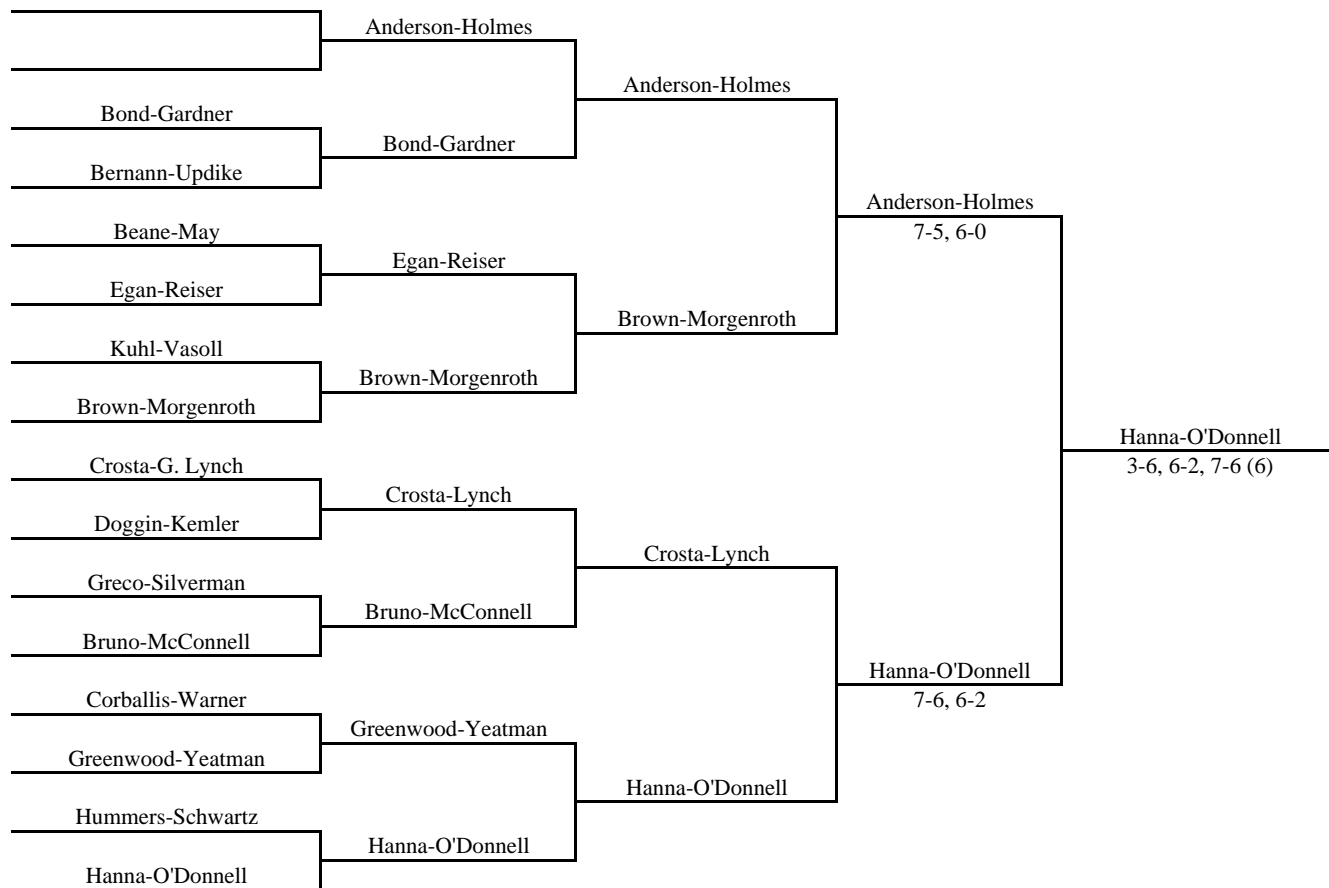 Anderson-Holmes
Anderson-Holmes
Bond-Gardner
Bond-Gardner
Bernann-Updike
Anderson-Holmes
7-5, 6-0
Beane-May
Egan-Reiser
Egan-Reiser
Brown-Morgenroth
Kuhl-Vasoll
Brown-Morgenroth
Brown-Morgenroth
Hanna-O'Donnell
3-6, 6-2, 7-6 (6)
Crosta-G. Lynch
Crosta-Lynch
Doggin-Kemler
Crosta-Lynch
Greco-Silverman
Bruno-McConnell
Bruno-McConnell
Hanna-O'Donnell
7-6, 6-2
Corballis-Warner
Greenwood-Yeatman
Greenwood-Yeatman
Hanna-O'Donnell
Hummers-Schwartz
Hanna-O'Donnell
Hanna-O'Donnell